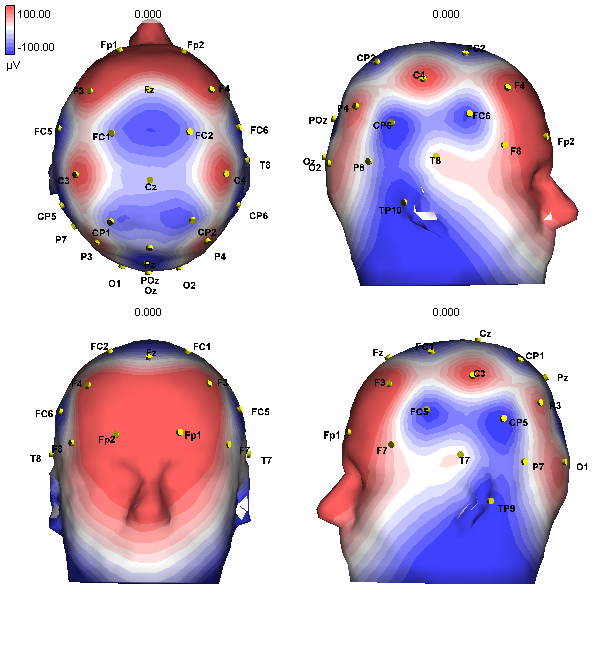 100.00
-100.00
µV
0.000
Fp1
Fp2
F3
Fz
F4
FC5
FC1
FC2
FC6
T8
C3
Cz
C4
CP5
CP1
CP2
CP6
P7
P3
P4
POz
O1
Oz
O2
0.000
CP2
FC2
C4
F4
P4
POz
CP6
FC6
Fp2
Oz
O2
P8
T8
F8
TP10
0.000
FC2
Fz
FC1
F4
F3
FC6
FC5
Fp2
Fp1
F8
F7
T8
T7
0.000
Cz
Fz
FC1
CP1
F3
C3
Pz
FC5
CP5
P3
Fp1
F7
T7
P7
O1
TP9